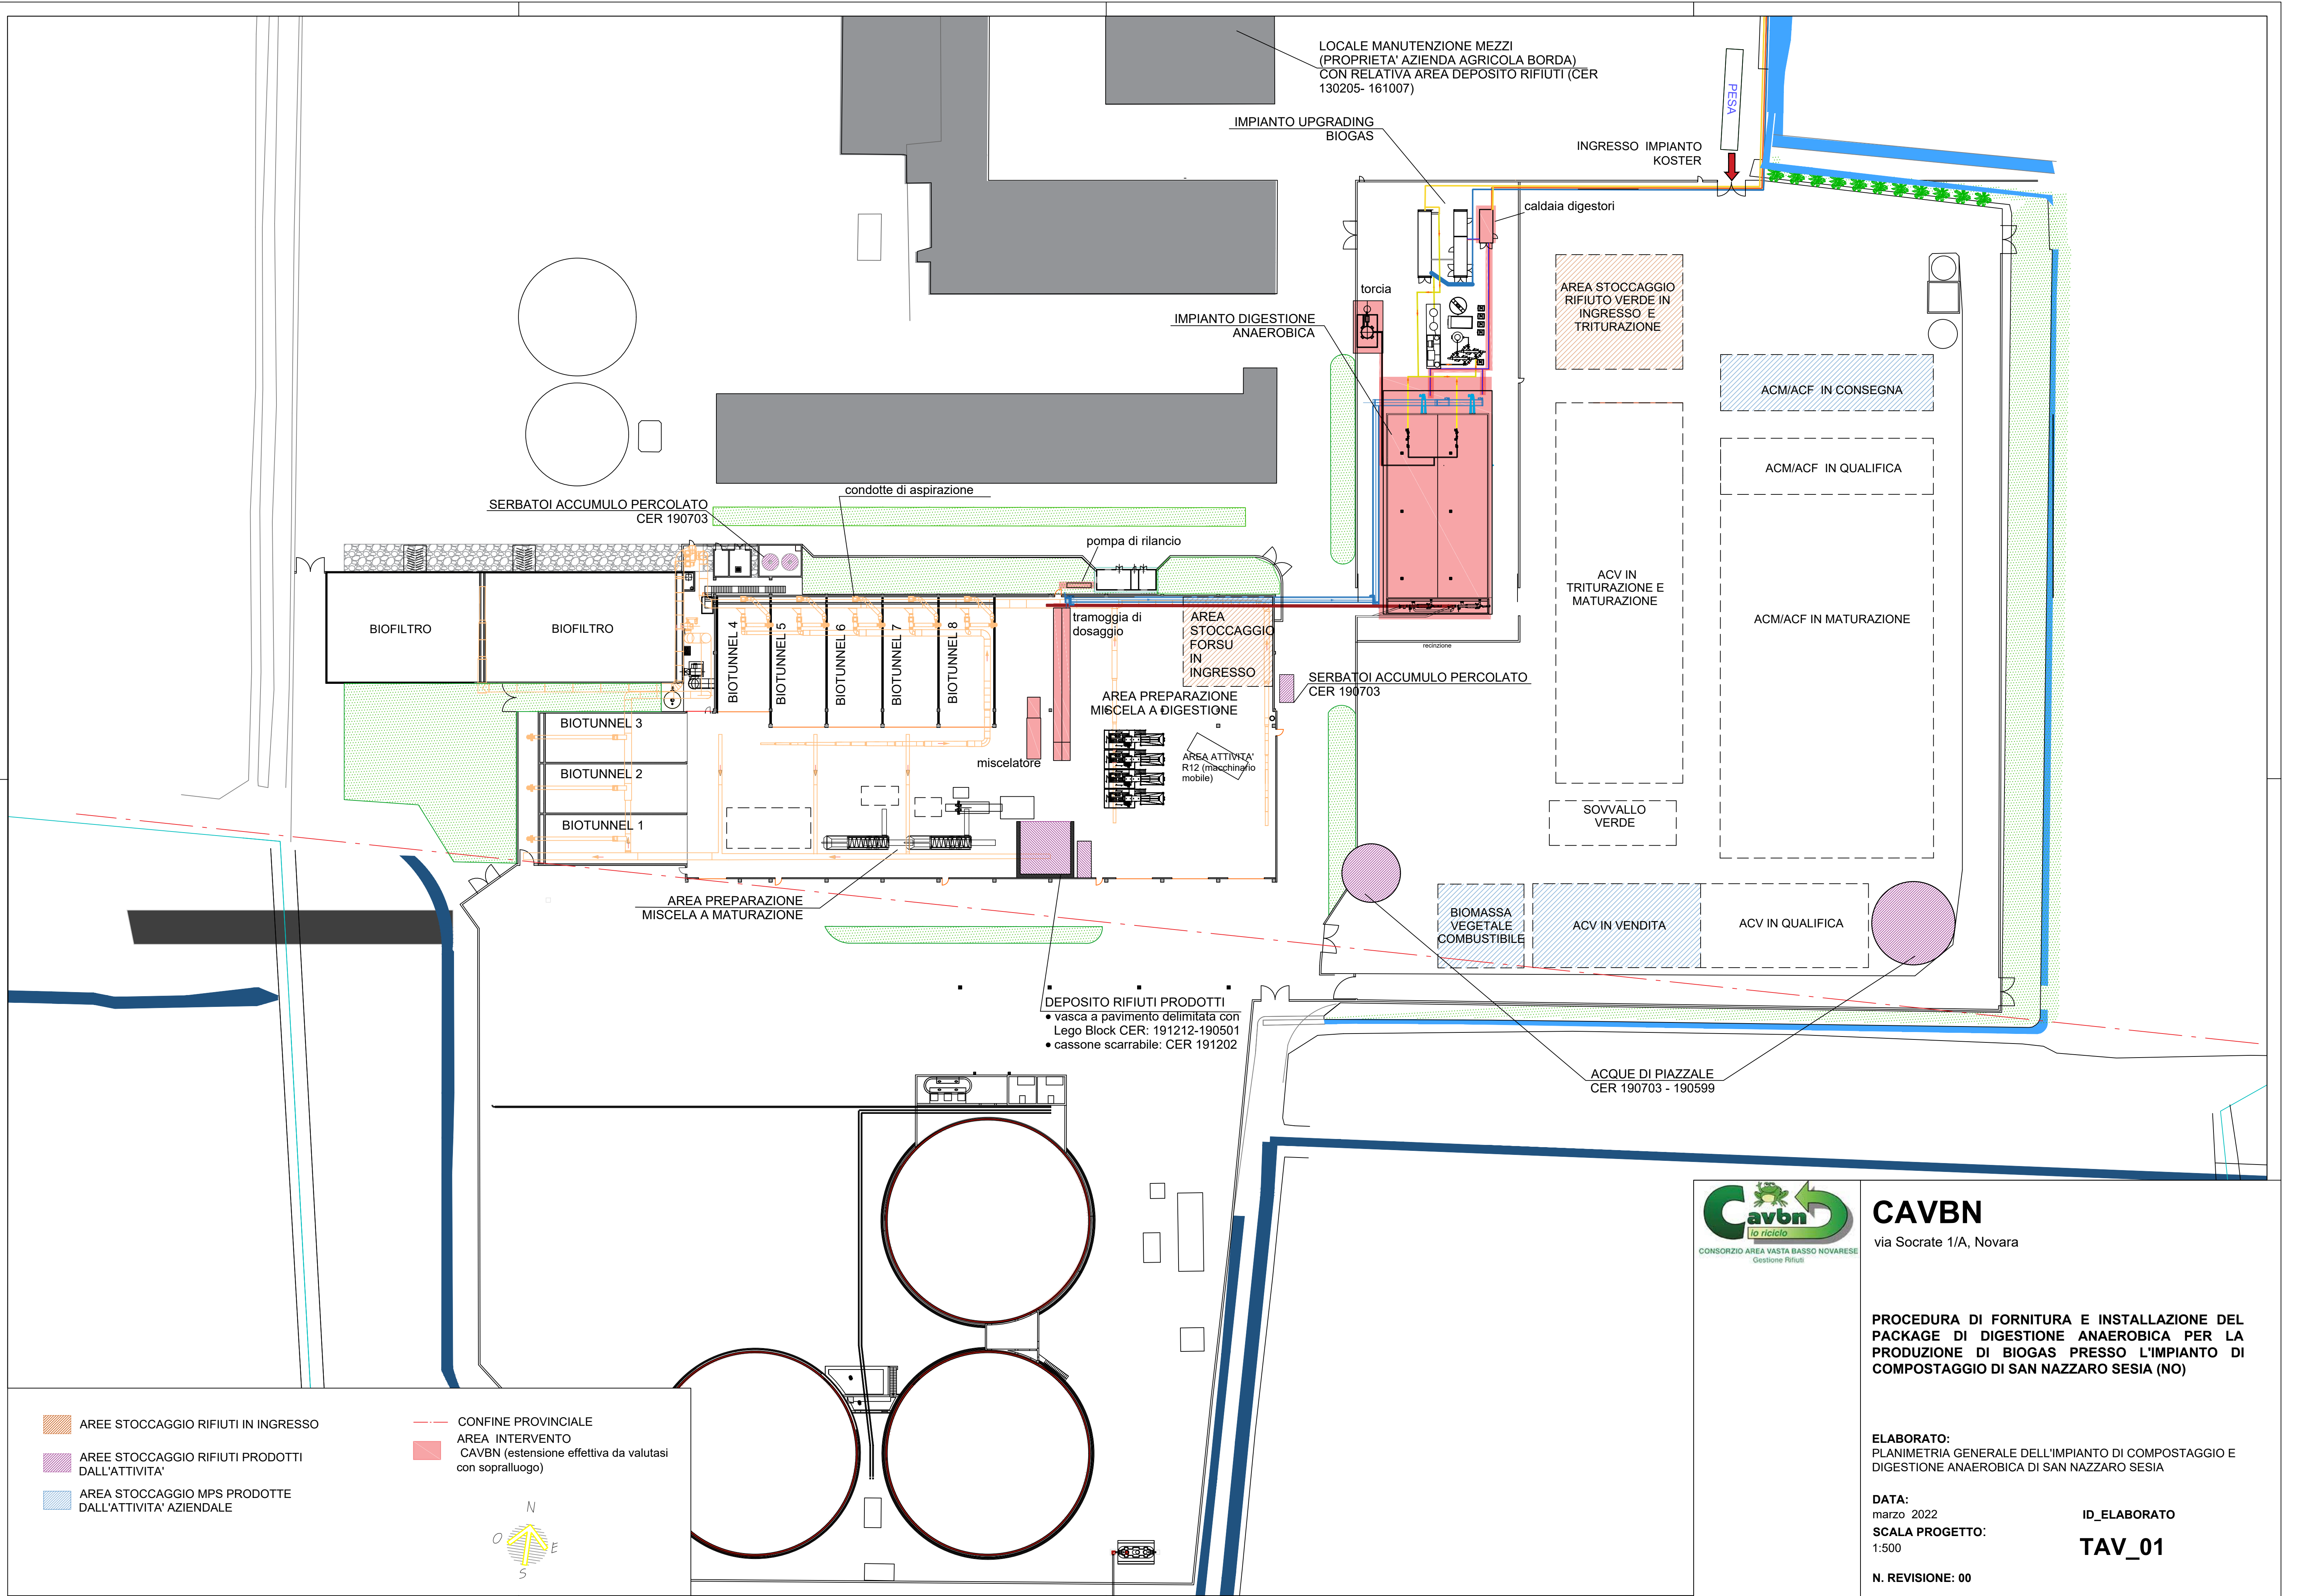 LOCALE MANUTENZIONE MEZZI
(PROPRIETA' AZIENDA AGRICOLA BORDA)
CON RELATIVA AREA DEPOSITO RIFIUTI (CER
130205- 161007)
PESA
IMPIANTO UPGRADING
BIOGAS
INGRESSO IMPIANTO
KOSTER
caldaia digestori
torcia
IMPIANTO DIGESTIONE
ANAEROBICA
AREA STOCCAGGIO
RIFIUTO VERDE IN
INGRESSO E
TRITURAZIONE
ACM/ACF IN CONSEGNA
ACM/ACF IN QUALIFICA
condotte di aspirazione
SERBATOI ACCUMULO PERCOLATO
CER 190703
pompa di rilancio
ACV IN
TRITURAZIONE E
MATURAZIONE
ACM/ACF IN MATURAZIONE
BIOFILTRO
BIOFILTRO
BIOTUNNEL 4
BIOTUNNEL 5
BIOTUNNEL 6
BIOTUNNEL 7
BIOTUNNEL 8
tramoggia di
dosaggio
AREA
STOCCAGGIO
FORSU
IN
INGRESSO
recinzione
SERBATOI ACCUMULO PERCOLATO
CER 190703
AREA PREPARAZIONE
MISCELA A DIGESTIONE
BIOTUNNEL 3
BIOTUNNEL 2
BIOTUNNEL 1
miscelatore
AREA ATTIVITA'
R12 (macchinario
mobile)
SOVVALLO
VERDE
AREA PREPARAZIONE
MISCELA A MATURAZIONE
BIOMASSA
VEGETALE
COMBUSTIBILE
ACV IN VENDITA
ACV IN QUALIFICA
DEPOSITO RIFIUTI PRODOTTI
• vasca a pavimento delimitata con
Lego Block CER: 191212-190501
• cassone scarrabile: CER 191202
ACQUE DI PIAZZALE
CER 190703 - 190599
AREE STOCCAGGIO RIFIUTI IN INGRESSO
AREE STOCCAGGIO RIFIUTI PRODOTTI
DALL'ATTIVITA'
AREA STOCCAGGIO MPS PRODOTTE
DALL'ATTIVITA' AZIENDALE
CONFINE PROVINCIALE
AREA INTERVENTO
CAVBN (estensione effettiva da valutasi
con sopralluogo)
N
O
E
S
Cavbn
io riciclo
CONSORZIO AREA VASTA BASSO NOVARESE
Gestione Rifiuti
CAVBN
via Socrate 1/A, Novara
PROCEDURA DI FORNITURA E INSTALLAZIONE DEL
PACKAGE DI DIGESTIONE ANAEROBICA PER LA
PRODUZIONE DI BIOGAS PRESSO L'IMPIANTO DI
COMPOSTAGGIO DI SAN NAZZARO SESIA (NO)
ELABORATO:
PLANIMETRIA GENERALE DELL'IMPIANTO DI COMPOSTAGGIO E
DIGESTIONE ANAEROBICA DI SAN NAZZARO SESIA
DATA:
marzo 2022
ID_ELABORATO
SCALA PROGETTO:
1:500
TAV_01
N. REVISIONE: 00